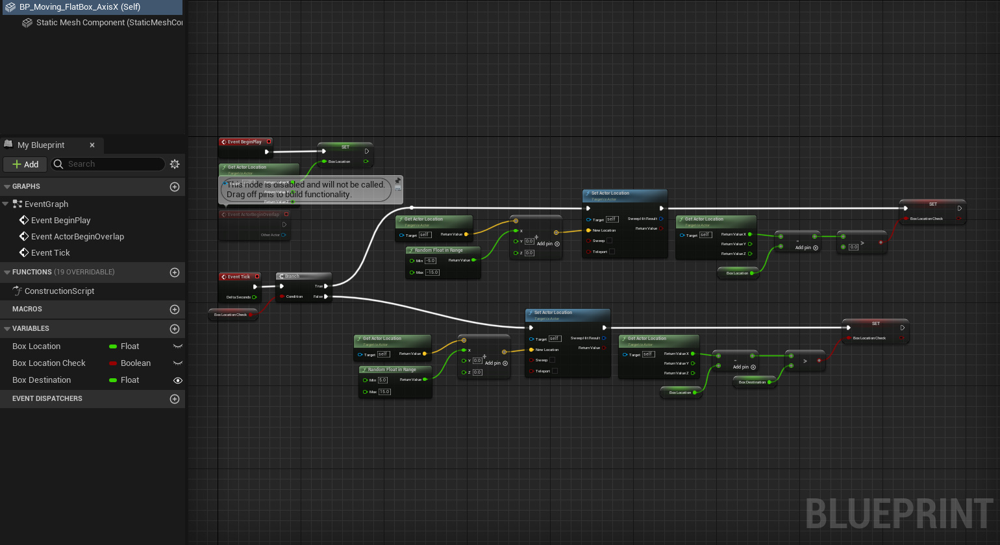 BP_Moving_FlatBox_AxisX (Self)
Static Mesh Component (StaticMeshCor
My Blueprint
Add
Search
GRAPHS
EventGraph
Event BeginPlay
Event ActorBeginOverlap
Event Tick
FUNCTIONS (19 OVERRIDABLE)
ConstructionScript
MACROS
VARIABLES
Box Location Float
Box Location Check Boolean
Box Destination Float
EVENT DISPATCHERS
Event BeginPlay
SET
Box Location
Get Actor Location
Target is Actor
Target
Return Value X
Return Value Y
Return Value Z
This node is disabled and will not be called.
Drag off pins to build functionality.
Event ActorBeginOverlap
Other Actor
Event Tick
Delta Seconds
Branch
True
Condition False
Box Location Check
Get Actor Location
Target is Actor
Target self Return Value
Random Float in Range
Min -5.0 Return Value
Max -15.0
X
Y 0.0
Add pin
Z 0.0
Set Actor Location
Target is Actor
Target self Sweep Hit Result
New Location Return Value
Sweep
Teleport
Get Actor Location
Target is Actor
Return Value X
Target self
Return Value Y
Return Value Z
Box Location
-
Add pin
0.0 >
SET
Box Location Check
Get Actor Location
Target is Actor
Target self Return Value
Random Float in Range
Min 5.0 Return Value
Max 15.0
X
Y 0.0
Add pin
Z 0.0
Set Actor Location
Target is Actor
Target self Sweep Hit Result
New Location Return Value
Sweep
Teleport
Get Actor Location
Target is Actor
Return Value X
Target self
Return Value Y
Return Value Z
Box Location
-
Add pin
Box Destination
>
SET
Box Location Check
BLUEPRINT